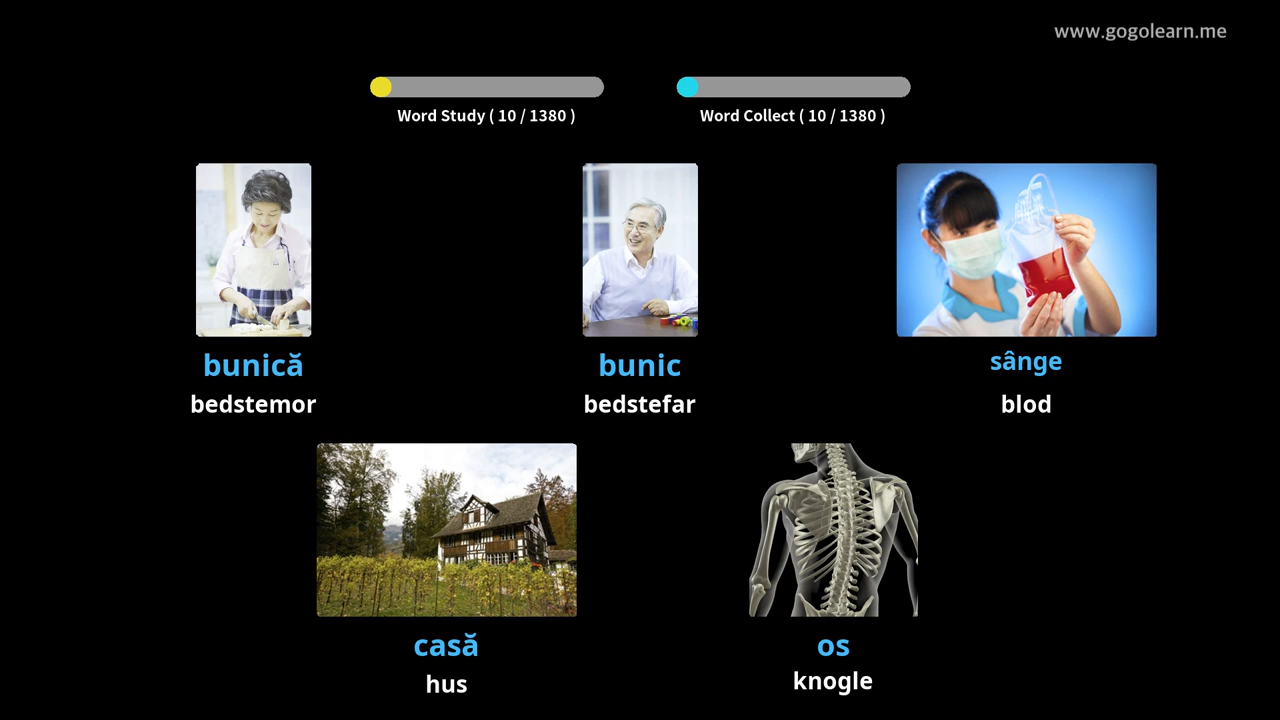 www.gogolearn.me
Word Study ( 10 / 1380 )
Word Collect ( 10 / 1380 )
bunică
bedstemor
bunic
bedstefar
sânge
blod
casă
hus
os
knogle